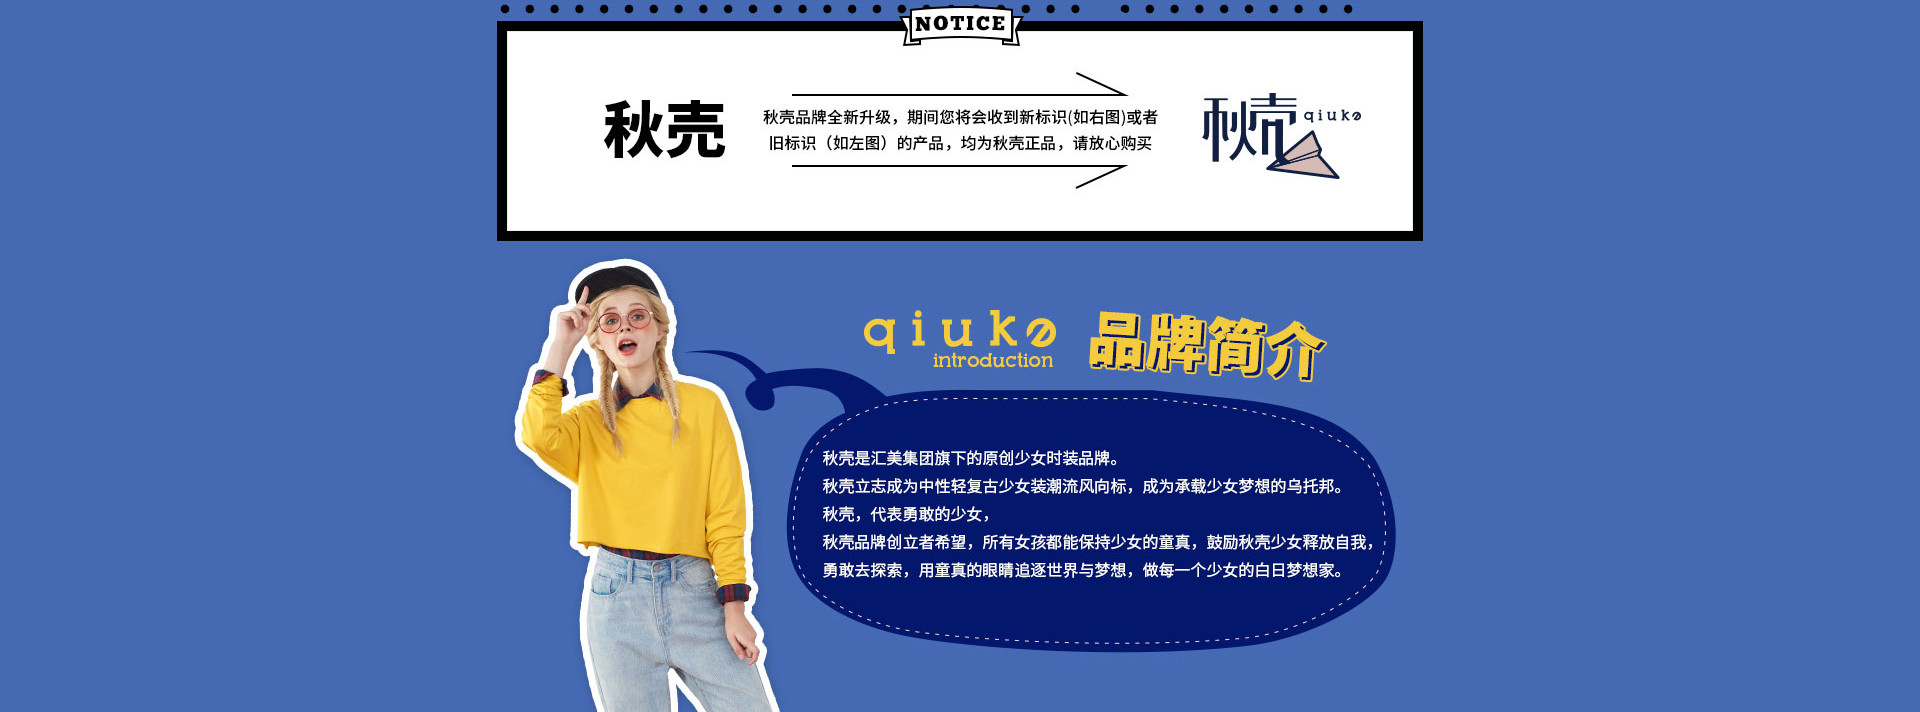 NOTICE
秋壳
秋壳品牌全新升级，期间您将会收到新标识(如右图)或者
旧标识（如左图）的产品，均为秋壳正品，请放心购买
秋壳 qiuke
qiuke
introduction
品牌简介
秋壳是汇美集团旗下的原创少女时装品牌。
秋壳立志成为中性轻复古少女装潮流风向标，成为承载少女梦想的乌托邦。
秋壳，代表勇敢的少女，
秋壳品牌创立者希望，所有女孩都能保持少女的童真，鼓励秋壳少女释放自我，
勇敢去探索，用童真的眼睛追逐世界与梦想，做每一个少女的白日梦想家。